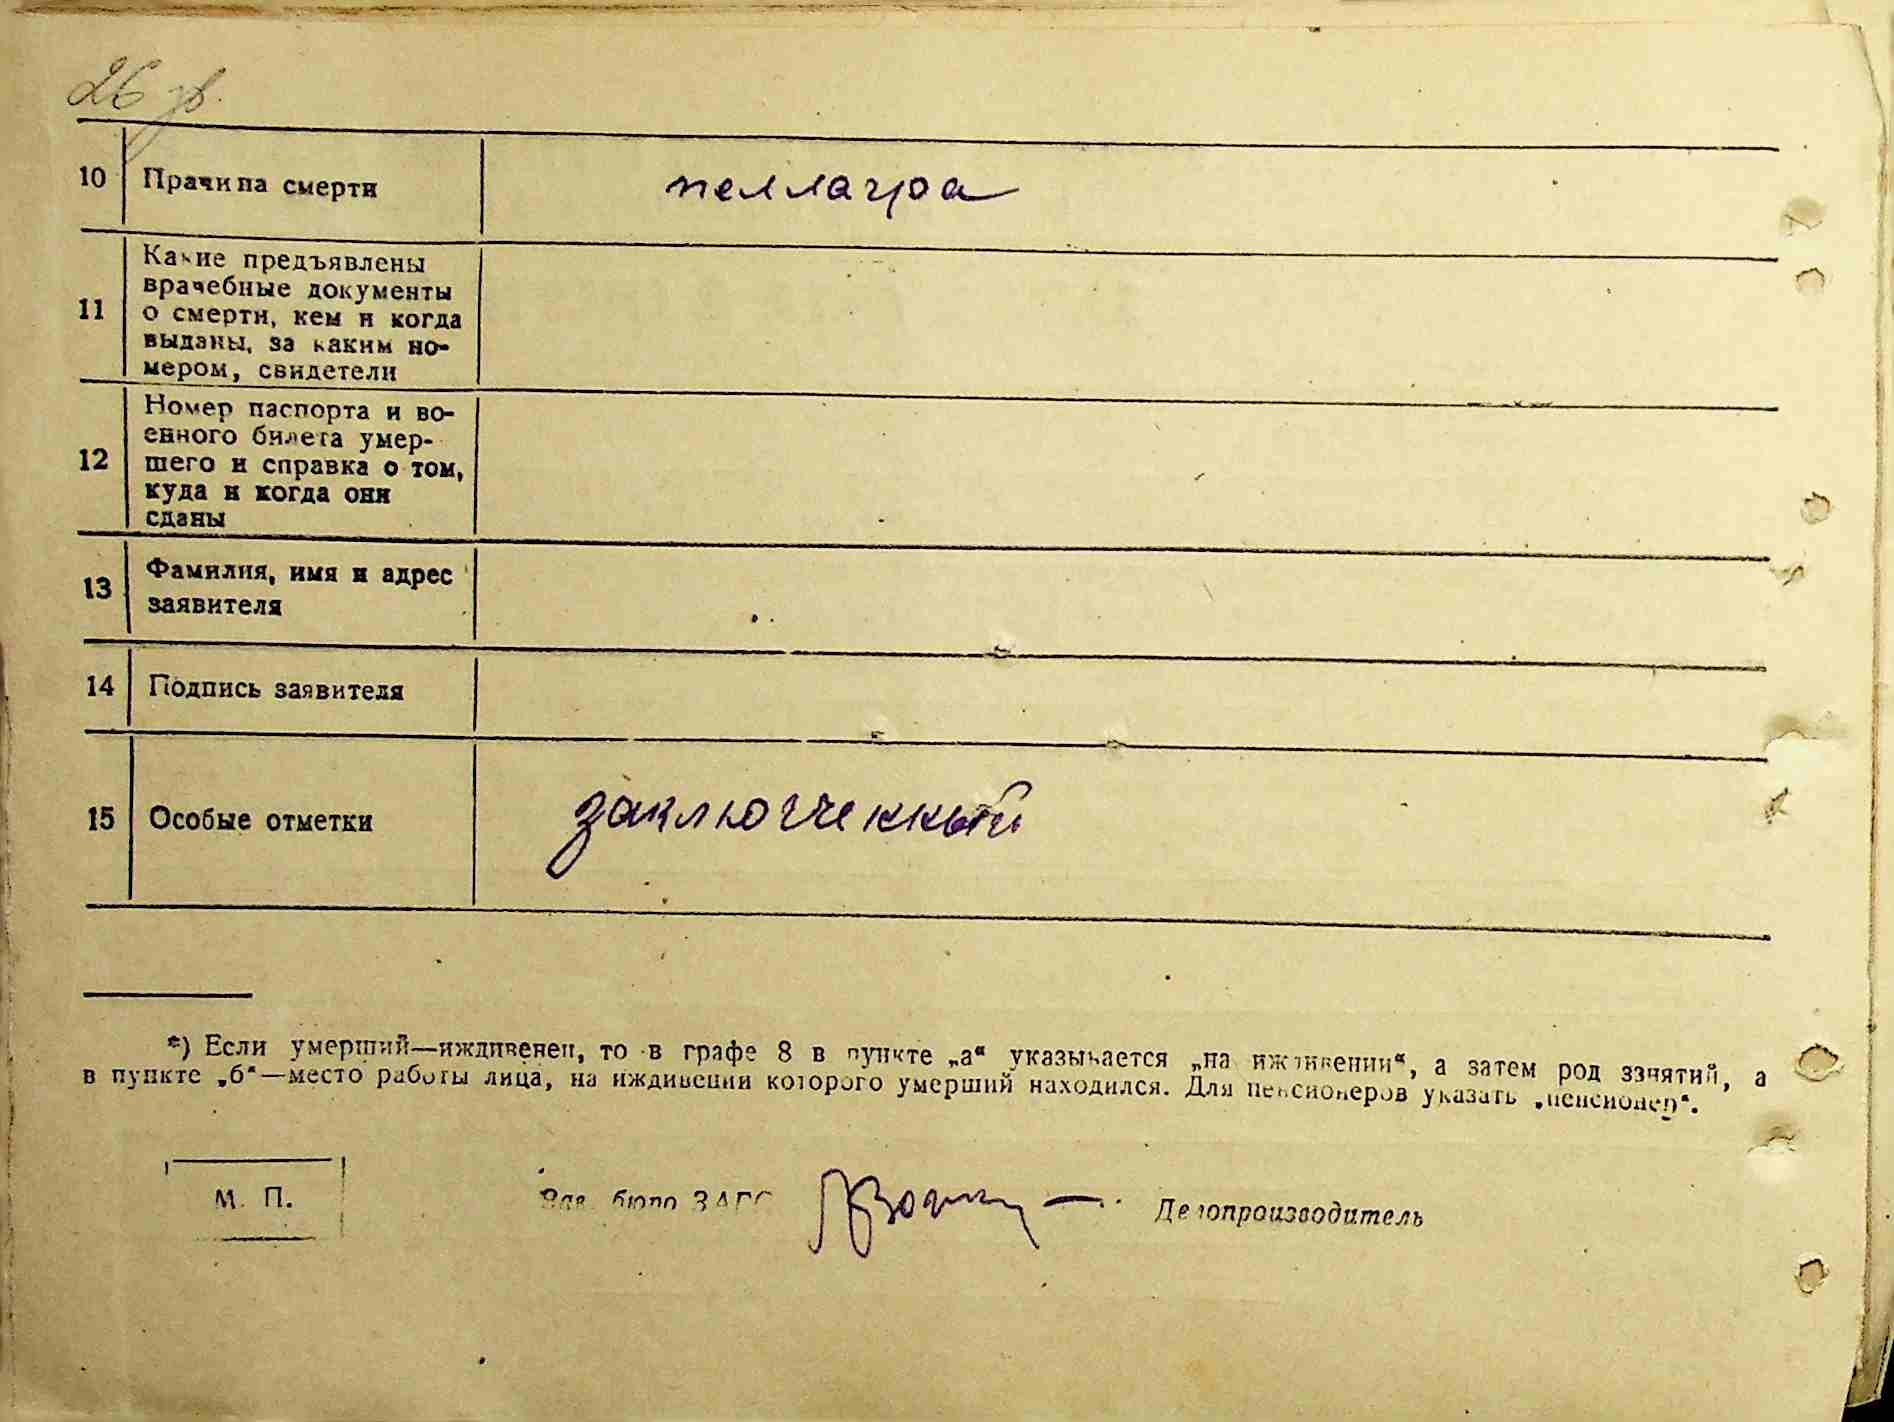 26 об.
10 Причина смерти пеллагра
11 Какие предъявлены
врачебные документы
о смерти, кем и когда
выданы, за каким но-
мером, свидетели
12 Номер паспорта и во-
енного билета умер-
шего и справка о том,
куда и когда они
сданы
13 Фамилия, имя и адрес
заявителя
14 Подпись заявителя
15 Особые отметки заключенный
*) Если умерший—иждивенец, то в графе 8 в пункте „а“ указывается „на иждивении“, а затем род занятий, а
в пункте „б“—место работы лица, на иждивении которого умерший находился. Для пенсионеров указать „пенсионер“.
М. П. Зав. бюро ЗАГС Делопроизводитель